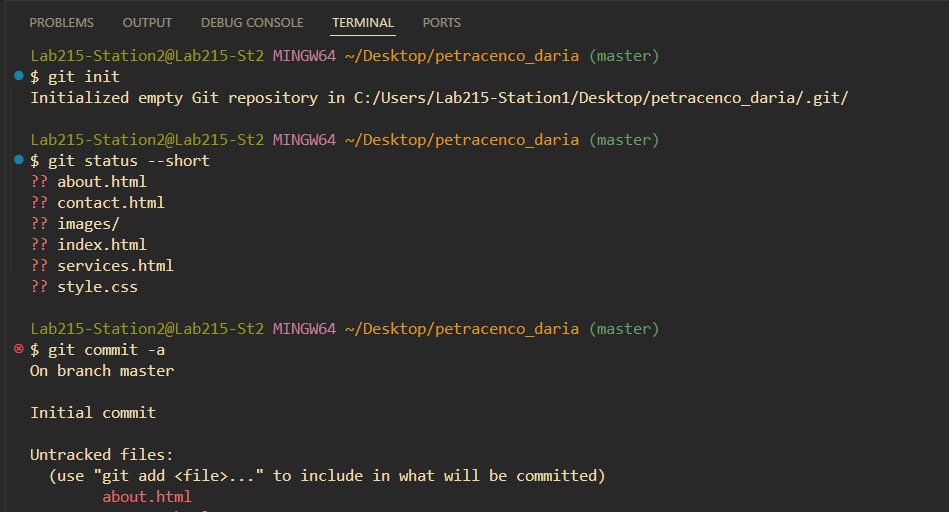 PROBLEMS OUTPUT DEBUG CONSOLE TERMINAL PORTS
Lab215-Station2@Lab215-St2 MINGW64 ~/Desktop/petracenco_daria (master)
$ git init
Initialized empty Git repository in C:/Users/Lab215-Station1/Desktop/petracenco_daria/.git/
Lab215-Station2@Lab215-St2 MINGW64 ~/Desktop/petracenco_daria (master)
$ git status --short
?? about.html
?? contact.html
?? images/
?? index.html
?? services.html
?? style.css
Lab215-Station2@Lab215-St2 MINGW64 ~/Desktop/petracenco_daria (master)
$ git commit -a
On branch master
Initial commit
Untracked files:
(use "git add <file>..." to include in what will be committed)
about.html